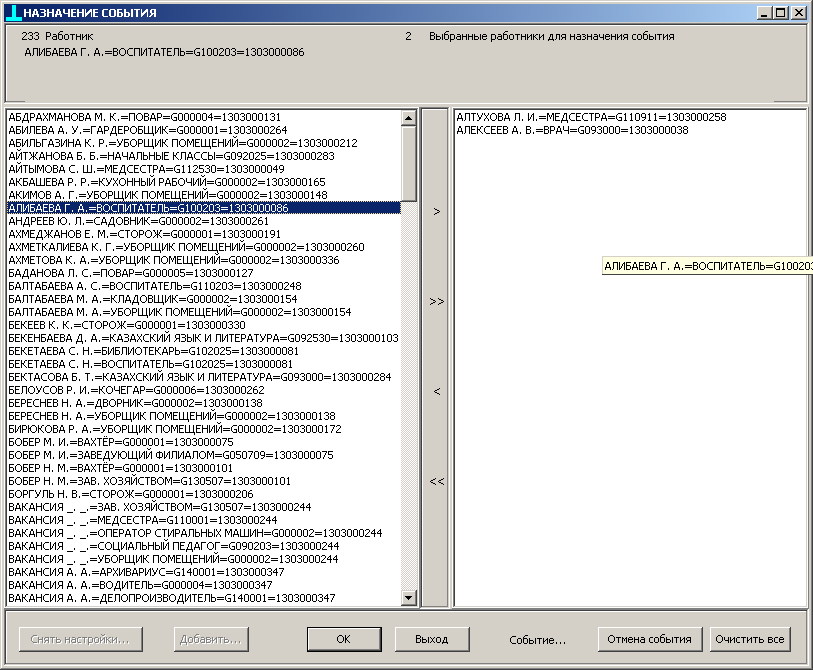 НАЗНАЧЕНИЕ СОБЫТИЯ
233 Работник
2 Выбранные работники для назначения события
АЛИБАЕВА Г. А.=ВОСПИТАТЕЛЬ=G100203=1303000086
АБДРАХМАНОВА М. К.=ПОВАР=G000004=1303000131
АБИЛЕВА А. У.=ГАРДЕРОБЩИК=G000001=1303000264
АБИЛЬГАЗИНА К. Р.=УБОРЩИК ПОМЕЩЕНИЙ=G000002=1303000212
АЙТЖАНОВА Б. Б.=НАЧАЛЬНЫЕ КЛАССЫ=G092025=1303000283
АЙТЫМОВА С. Ш.=МЕДСЕСТРА=G112530=1303000049
АКБАШЕВА Р. Р.=КУХОННЫЙ РАБОЧИЙ=G000002=1303000165
АКИМОВ А. Г.=УБОРЩИК ПОМЕЩЕНИЙ=G000002=1303000148
АЛИБАЕВА Г. А.=ВОСПИТАТЕЛЬ=G100203=1303000086
АНДРЕЕВ Ю. Л.=САДОВНИК=G000002=1303000261
АХМЕДЖАНОВ Е. М.=СТОРОЖ=G000001=1303000191
АХМЕТКАЛИЕВА К. Г.=УБОРЩИК ПОМЕЩЕНИЙ=G000002=1303000260
АХМЕТОВА К. А.=УБОРЩИК ПОМЕЩЕНИЙ=G000002=1303000336
БАДАНОВА Л. С.=ПОВАР=G000005=1303000127
БАЛТАБАЕВА А. С.=ВОСПИТАТЕЛЬ=G110203=1303000248
БАЛТАБАЕВА М. А.=КЛАДОВЩИК=G000002=1303000154
БАЛТАБАЕВА М. А.=УБОРЩИК ПОМЕЩЕНИЙ=G000002=1303000154
БЕКЕЕВ К. К.=СТОРОЖ=G000001=1303000330
БЕКЕНБАЕВА Д. А.=КАЗАХСКИЙ ЯЗЫК И ЛИТЕРАТУРА=G092530=1303000103
БЕКЕТАЕВА С. Н.=БИБЛИОТЕКАРЬ=G102025=1303000081
БЕКЕТАЕВА С. Н.=ВОСПИТАТЕЛЬ=G102025=1303000081
БЕКТАСОВА Б. Т.=КАЗАХСКИЙ ЯЗЫК И ЛИТЕРАТУРА=G093000=1303000284
БЕЛОУСОВ Р. И.=КОЧЕГАР=G000006=1303000262
БЕРЕСНЕВ Н. А.=ДВОРНИК=G000002=1303000138
БЕРЕСНЕВ Н. А.=УБОРЩИК ПОМЕЩЕНИЙ=G000002=1303000138
БИРЮКОВА Р. А.=УБОРЩИК ПОМЕЩЕНИЙ=G000002=1303000172
БОБЕР М. И.=ВАХТЁР=G000001=1303000075
БОБЕР М. И.=ЗАВЕДУЮЩИЙ ФИЛИАЛОМ=G050709=1303000075
БОБЕР Н. М.=ВАХТЁР=G000001=1303000101
БОБЕР Н. М.=ЗАВ. ХОЗЯЙСТВОМ=G130507=1303000101
БОРГУЛЬ Н. В.=СТОРОЖ=G000001=1303000206
ВАКАНСИЯ _. _.=ЗАВ. ХОЗЯЙСТВОМ=G130507=1303000244
ВАКАНСИЯ _. _.=МЕДСЕСТРА=G110001=1303000244
ВАКАНСИЯ _. _.=ОПЕРАТОР СТИРАЛЬНЫХ МАШИН=G000002=1303000244
ВАКАНСИЯ _. _.=СОЦИАЛЬНЫЙ ПЕДАГОГ=G090203=1303000244
ВАКАНСИЯ _. _.=УБОРЩИК ПОМЕЩЕНИЙ=G000002=1303000244
ВАКАНСИЯ А. А.=АРХИВАРИУС=G140001=1303000347
ВАКАНСИЯ А. А.=ВОДИТЕЛЬ=G000004=1303000347
ВАКАНСИЯ А. А.=ДЕЛОПРОИЗВОДИТЕЛЬ=G140001=1303000347
>
>>
<
<<
АЛТУХОВА Л. И.=МЕДСЕСТРА=G110911=1303000258
АЛЕКСЕЕВ А. В.=ВРАЧ=G093000=1303000038
АЛИБАЕВА Г. А.=ВОСПИТАТЕЛЬ=G100203
Снять настройки...
Добавить...
ОК
Выход
Событие...
Отмена события
Очистить все